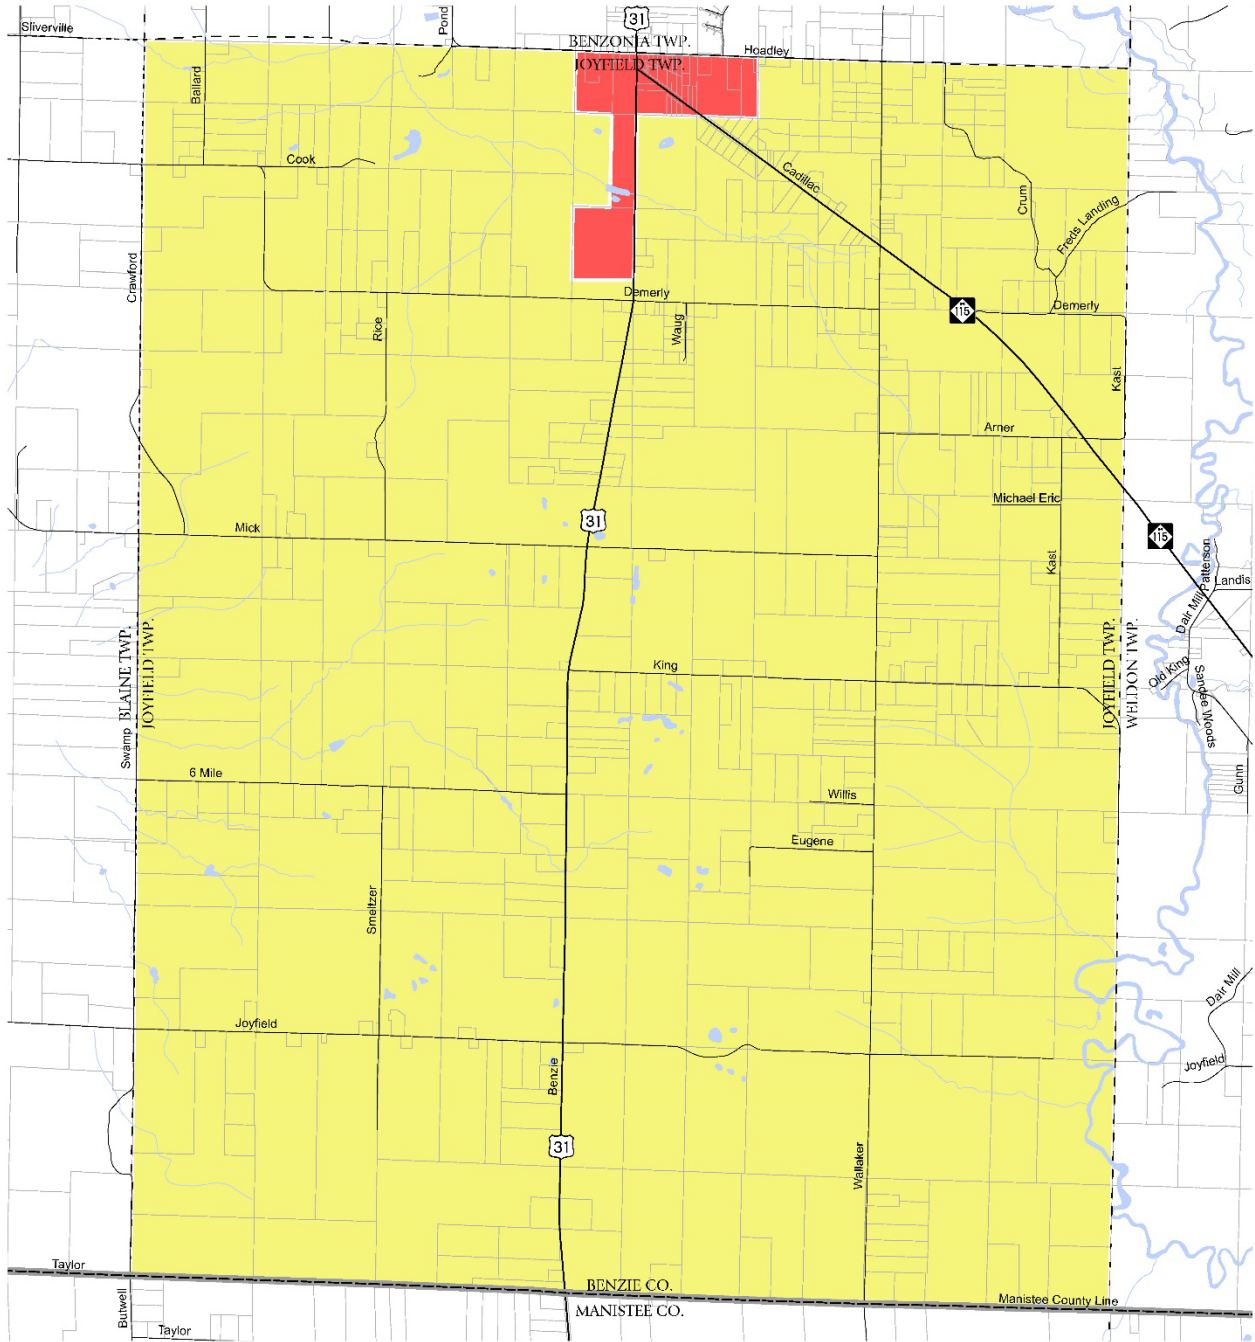 31
Sliverville
Pond
BENZONIA TWP.
Hoadley
JOYFIELD TWP.
Ballard
Cook
Cadillac
Crum
Freds Landing
Crawford
Demerly
115
Demerly
Rice
Waug
Kast
Arner
Michael Eric
31
Mick
115
Kast
Patterson
Landis
Dair Mill
BLAINE TWP.
JOYFIELD TWP.
JOYFIELD TWP.
WELDON TWP.
King
Old King
Sandee Woods
Swamp
6 Mile
Gunn
Willis
Eugene
Smeltzer
Dair Mill
Joyfield
Joyfield
Benzie
31
Wallaker
Taylor
BENZIE CO.
Manistee County Line
MANISTEE CO.
Butwell
Taylor